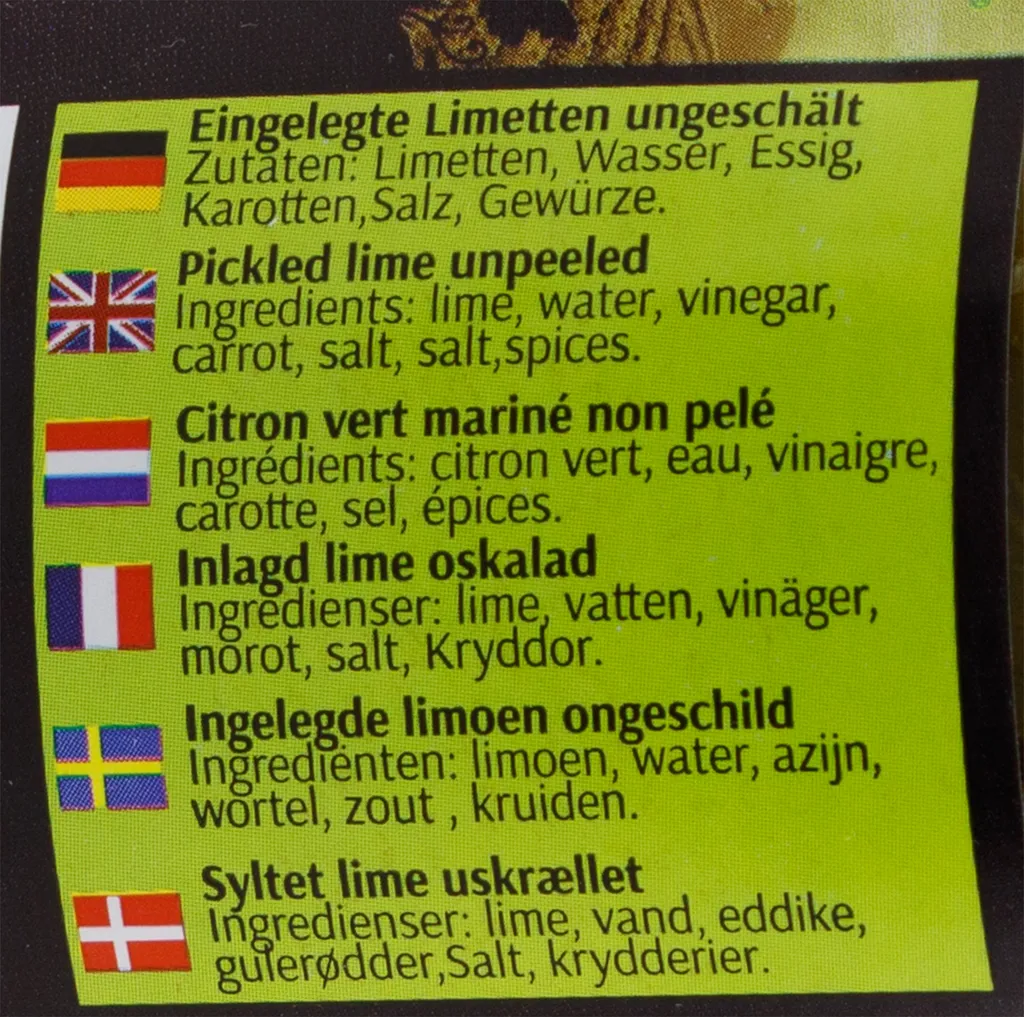 Eingelegte Limetten ungeschält
Zutaten: Limetten, Wasser, Essig,
Karotten,Salz, Gewürze.
Pickled lime unpeeled
Ingredients: lime, water, vinegar,
carrot, salt, salt,spices.
Citron vert mariné non pelé
Ingrédients: citron vert, eau, vinaigre,
carotte, sel, épices.
Inlagd lime oskalad
Ingredienser: lime, vatten, vinäger,
morot, salt, Kryddor.
Ingelegde limoen ongeschild
Ingrediënten: limoen, water, azijn,
wortel, zout , kruiden.
Syltet lime uskrællet
Ingredienser: lime, vand, eddike,
gulerødder,Salt, krydderier.